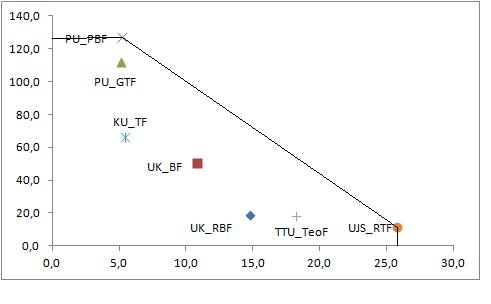 140,0
120,0
100,0
80,0
60,0
40,0
20,0
0,0
PU_PBF
PU_GTF
KU_TF
UK_BF
UK_RBF
TTU_TeoF
UJS_RTF
0,0 5,0 10,0 15,0 20,0 25,0 30,0